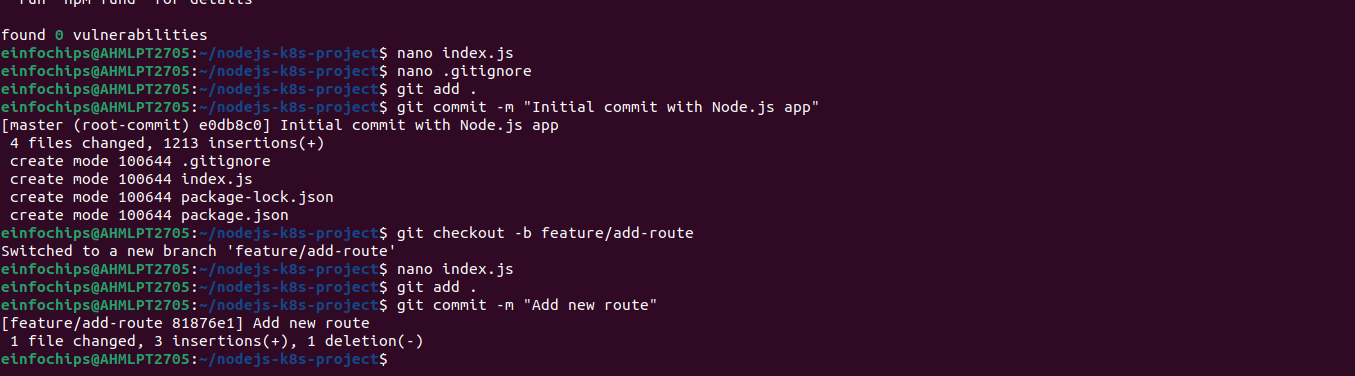 run `npm fund` for details
found 0 vulnerabilities
einfochips@AHMLPT2705:~/nodejs-k8s-project$ nano index.js
einfochips@AHMLPT2705:~/nodejs-k8s-project$ nano .gitignore
einfochips@AHMLPT2705:~/nodejs-k8s-project$ git add .
einfochips@AHMLPT2705:~/nodejs-k8s-project$ git commit -m "Initial commit with Node.js app"
[master (root-commit) e0db8c0] Initial commit with Node.js app
 4 files changed, 1213 insertions(+)
 create mode 100644 .gitignore
 create mode 100644 index.js
 create mode 100644 package-lock.json
 create mode 100644 package.json
einfochips@AHMLPT2705:~/nodejs-k8s-project$ git checkout -b feature/add-route
Switched to a new branch 'feature/add-route'
einfochips@AHMLPT2705:~/nodejs-k8s-project$ nano index.js
einfochips@AHMLPT2705:~/nodejs-k8s-project$ git add .
einfochips@AHMLPT2705:~/nodejs-k8s-project$ git commit -m "Add new route"
[feature/add-route 81876e1] Add new route
 1 file changed, 3 insertions(+), 1 deletion(-)
einfochips@AHMLPT2705:~/nodejs-k8s-project$